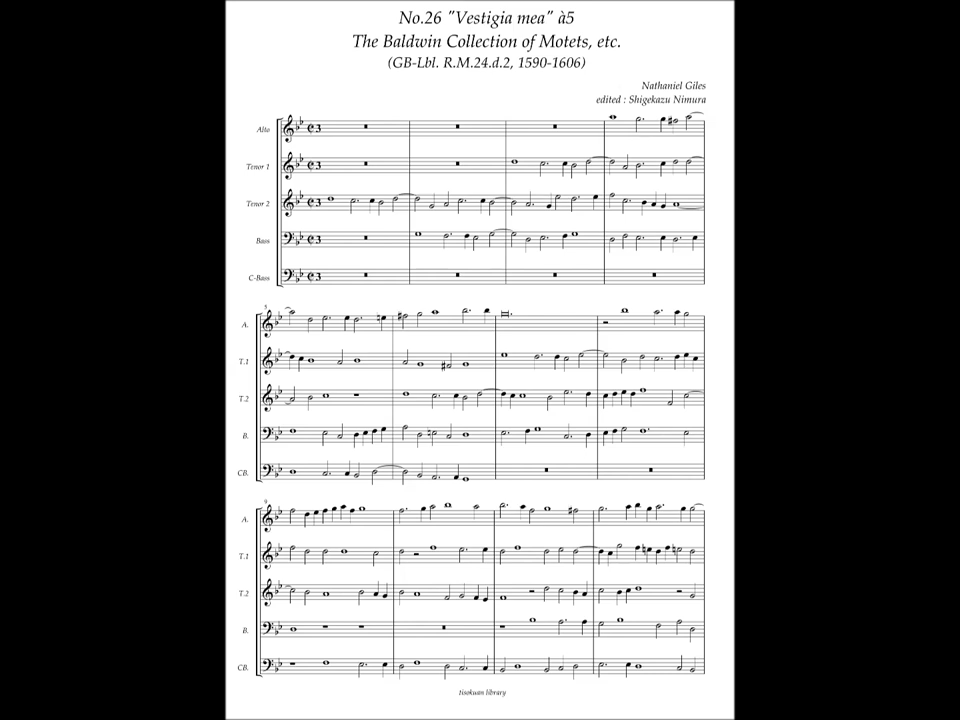 No.26 "Vestigia mea" à5
The Baldwin Collection of Motets, etc.
(GB-Lbl. R.M.24.d.2, 1590-1606)
Nathaniel Giles
edited : Shigekazu Nimura
Alto
Tenor 1
Tenor 2
Bass
C-Bass
5
A.
T.1
T.2
B.
CB.
9
A.
T.1
T.2
B.
CB.
tisokuan library